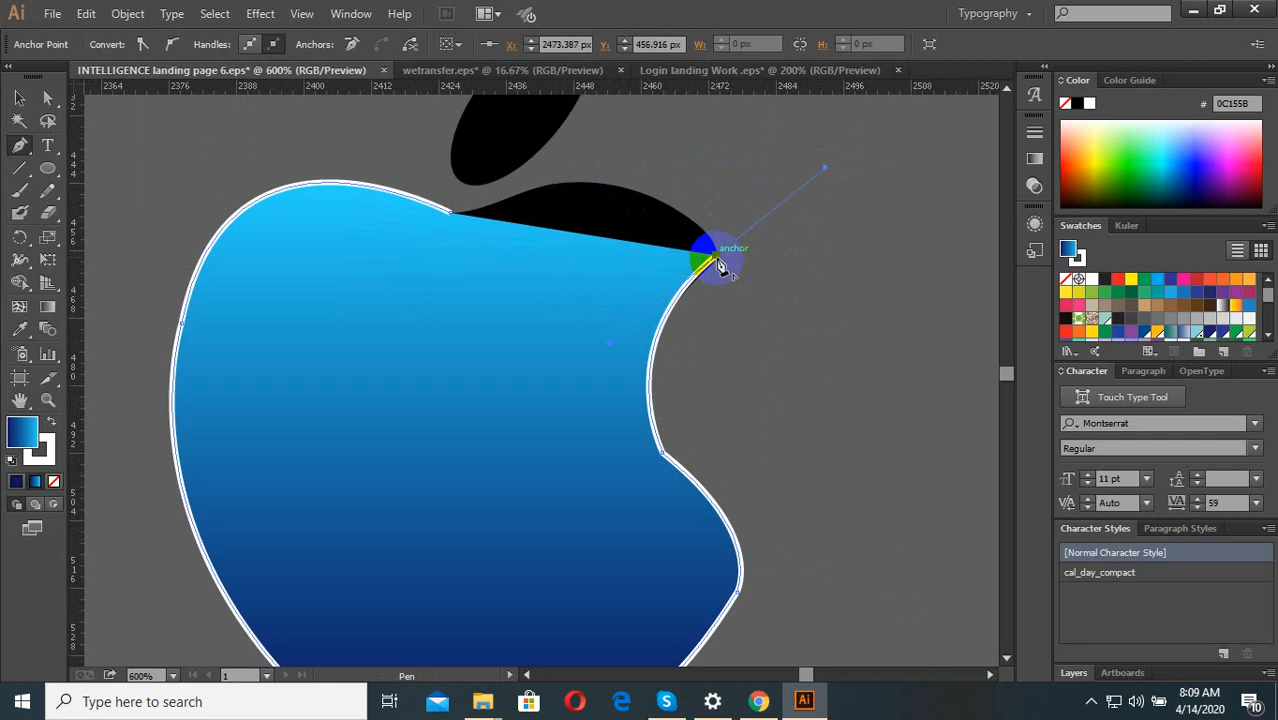 Ai File Edit Object Type Select Effect View Window Help Br Typography
Anchor Point Convert: Handles: Anchors: X: 2473.387 px Y: 456.916 px W: 0 px H: 0 px
INTELLIGENCE landing page 6.eps* @ 600% (RGB/Preview) × wetransfer.eps* @ 16.67% (RGB/Preview) × Login landing Work .eps* @ 200% (RGB/Preview) ×
2364 2376 2388 2400 2412 2424 2436 2448 2460 2472 2484 2496 2508 2520
Color Color Guide
# 0C155B
anchor
Swatches Kuler
Character Paragraph OpenType
Touch Type Tool
Montserrat
Regular
11 pt
Auto 59
Character Styles Paragraph Styles
[Normal Character Style]
cal_day_compact
600% 1 Pen
Layers Artboards
Type here to search
8:09 AM
4/14/2020
10